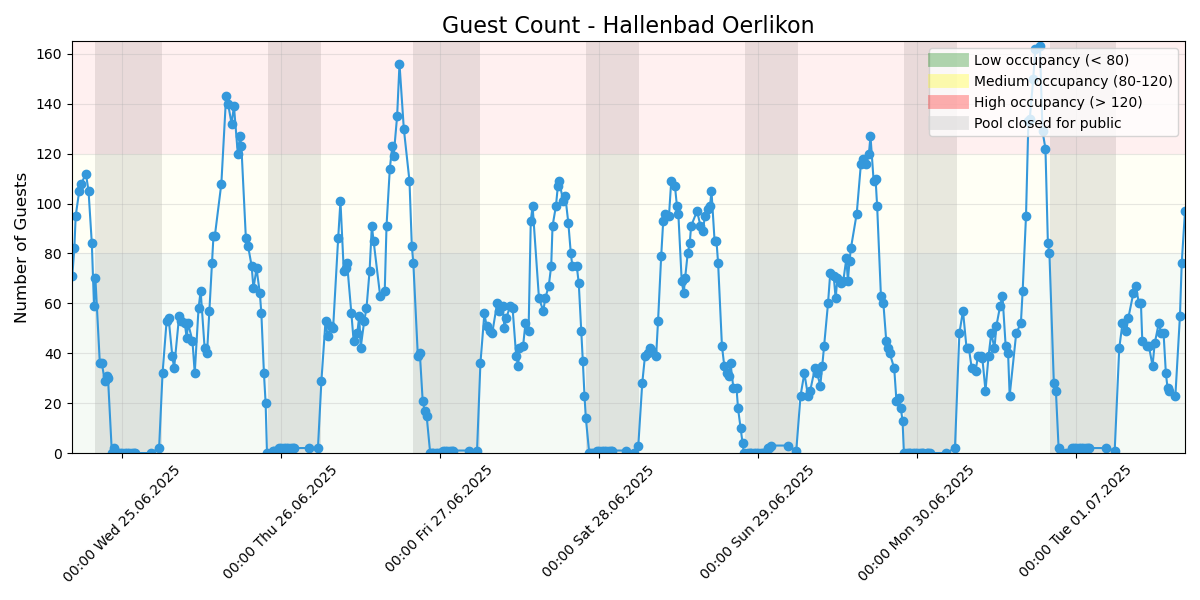 Guest Count - Hallenbad Oerlikon
Number of Guests
160
140
120
100
80
60
40
20
0
Low occupancy (< 80)
Medium occupancy (80-120)
High occupancy (> 120)
Pool closed for public
00:00 Wed 25.06.2025
00:00 Thu 26.06.2025
00:00 Fri 27.06.2025
00:00 Sat 28.06.2025
00:00 Sun 29.06.2025
00:00 Mon 30.06.2025
00:00 Tue 01.07.2025